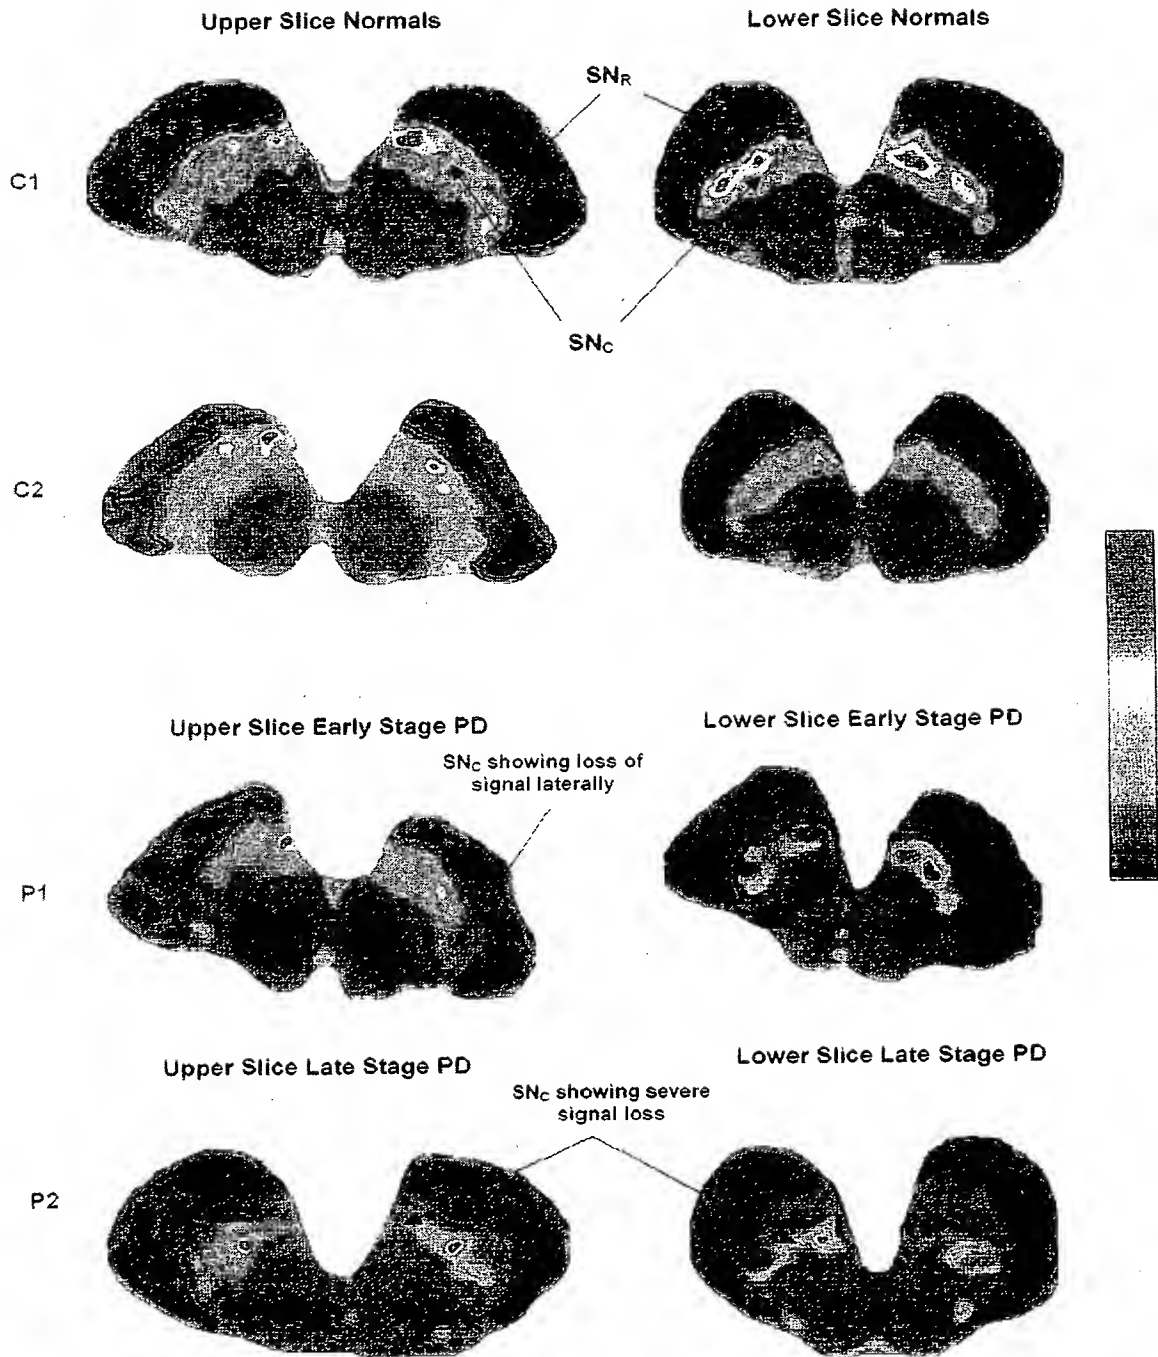 Upper Slice Normals
Lower Slice Normals
SNR
C1
SNC
C2
Upper Slice Early Stage PD
Lower Slice Early Stage PD
SNC showing loss of
signal laterally
P1
Upper Slice Late Stage PD
Lower Slice Late Stage PD
SNC showing severe
signal loss
P2